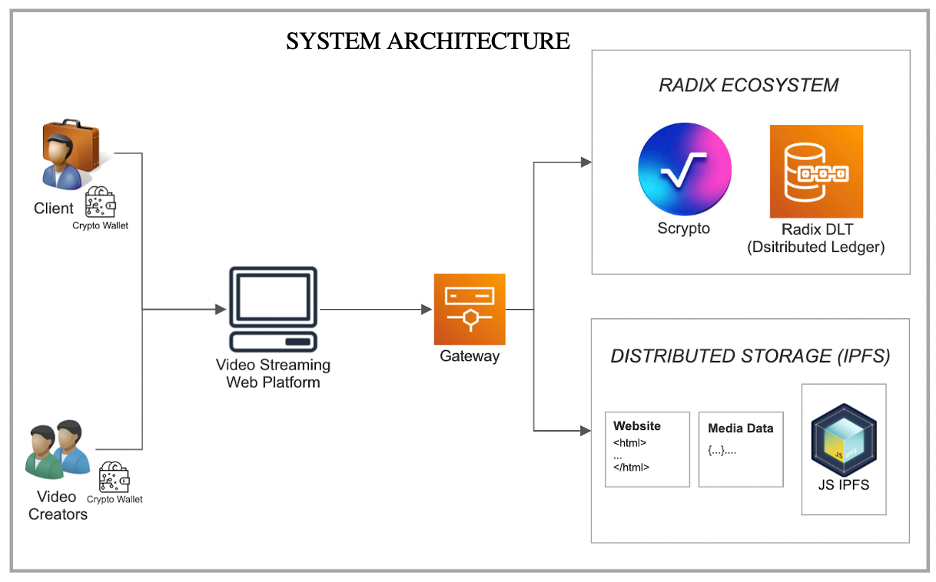 SYSTEM ARCHITECTURE
RADIX ECOSYSTEM
Scrypto
Radix DLT
(Dsitributed Ledger)
Client
Crypto Wallet
Video Streaming
Web Platform
Gateway
DISTRIBUTED STORAGE (IPFS)
Website
<html>
...
</html>
Media Data
{...}....
JS
IPFS
JS IPFS
Video
Creators
Crypto Wallet